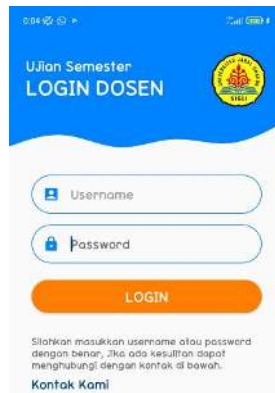 0:04
UJian Semester
LOGIN DOSEN
SIGLI
Username
Password
LOGIN
Silahkan masukkan username atau password
dengan benar, Jika ada kesulitan dapat
menghubungi dengan kontak di bawah.
Kontak Kami